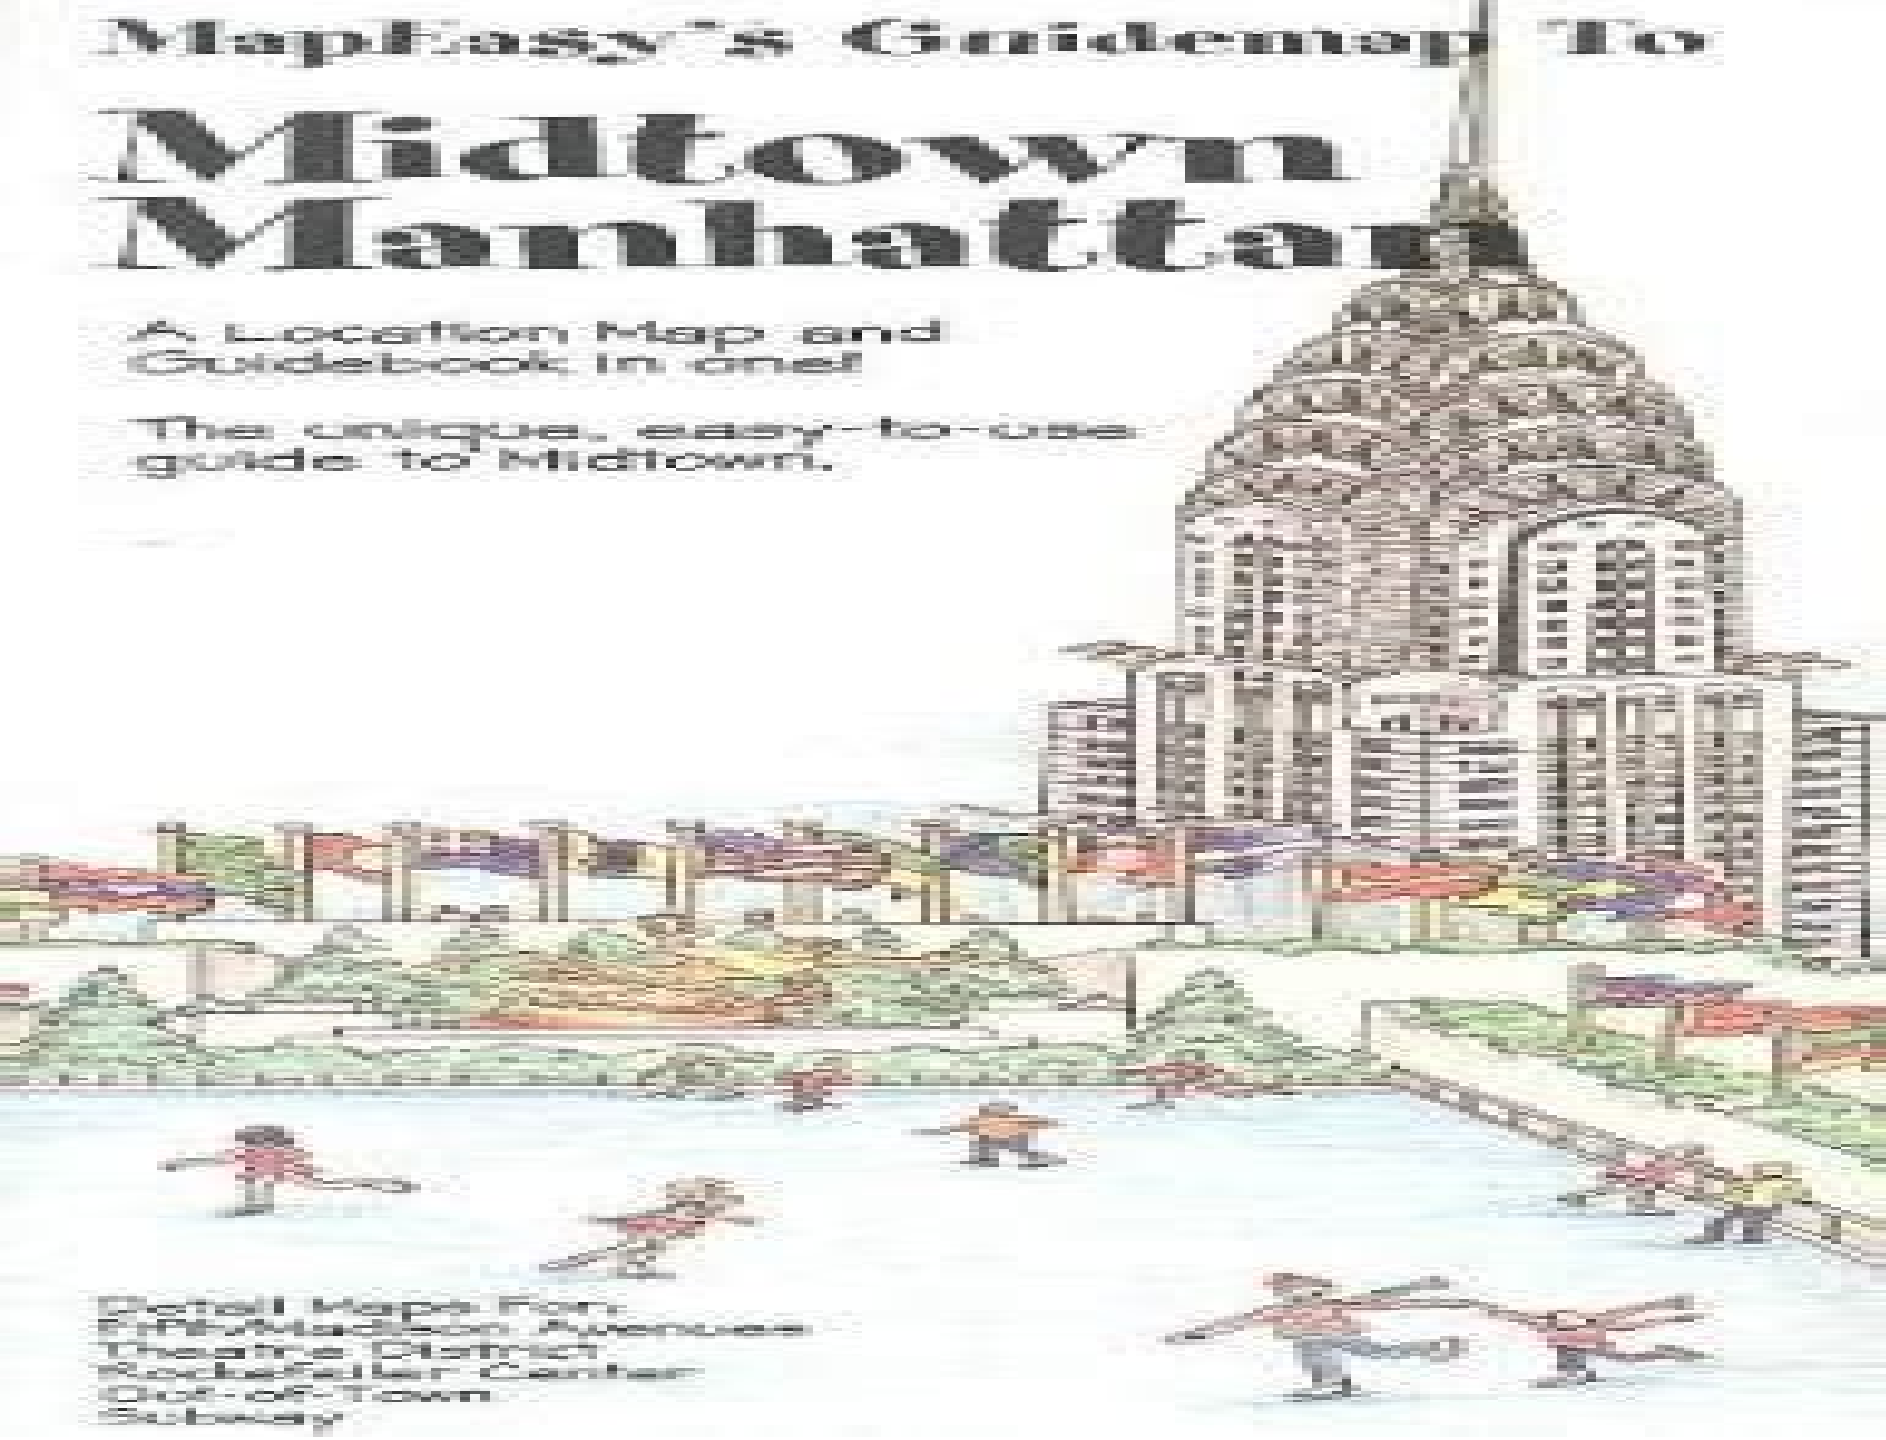 MapEasy's Guidemap To
Midtown
Manhattan
A Location Map and
Guidebook in one!
The unique, easy-to-use
guide to Midtown.
Detail Maps For:
Fifth/Madison Avenues
Theatre District
Rockefeller Center
Out-of-Town
Subway